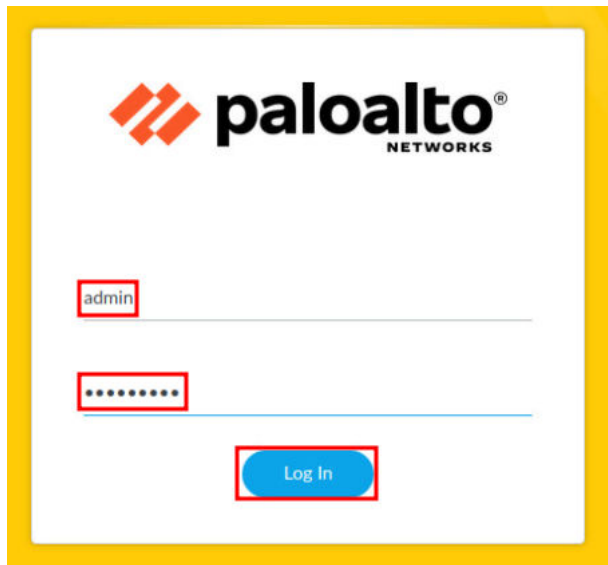 paloalto®
NETWORKS
admin
•••••••••
Log In